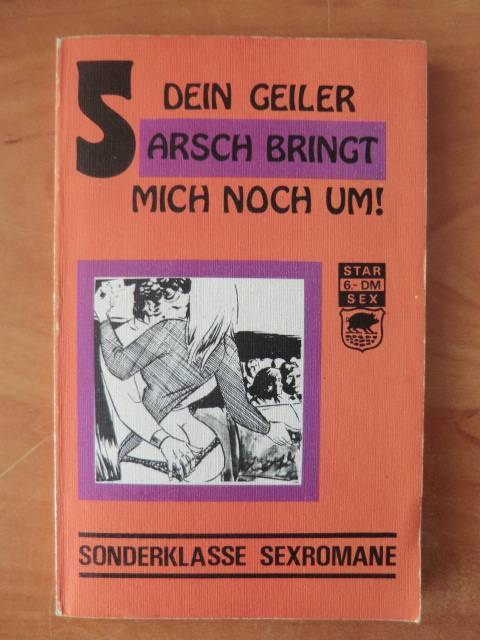 S
DEIN GEILER
ARSCH BRINGT
MICH NOCH UM!
STAR
6.- DM
SEX
SONDERKLASSE SEXROMANE